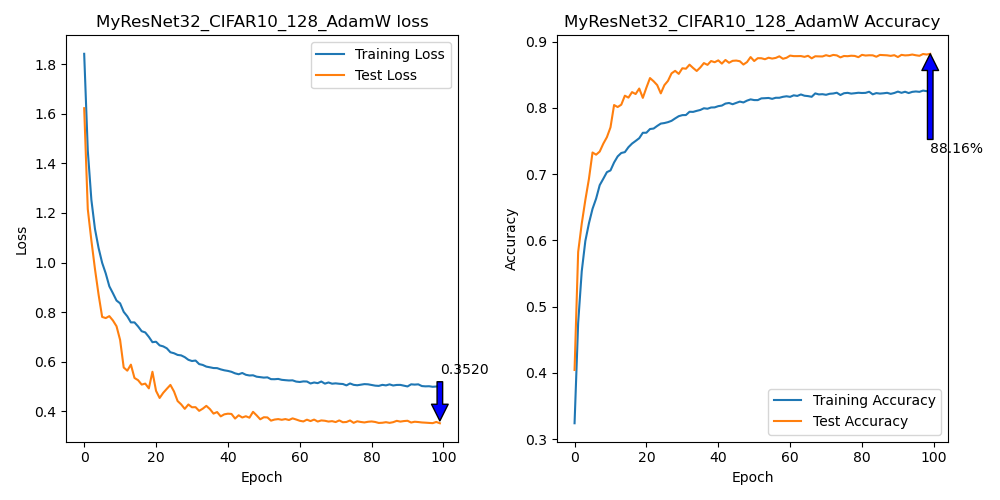 MyResNet32_CIFAR10_128_AdamW loss
1.8
1.6
1.4
1.2
1.0
0.8
0.6
0.4
Loss
0 20 40 60 80 100
Epoch
Training Loss
Test Loss
0.3520
MyResNet32_CIFAR10_128_AdamW Accuracy
0.9
0.8
0.7
0.6
0.5
0.4
0.3
Accuracy
0 20 40 60 80 100
Epoch
88.16%
Training Accuracy
Test Accuracy